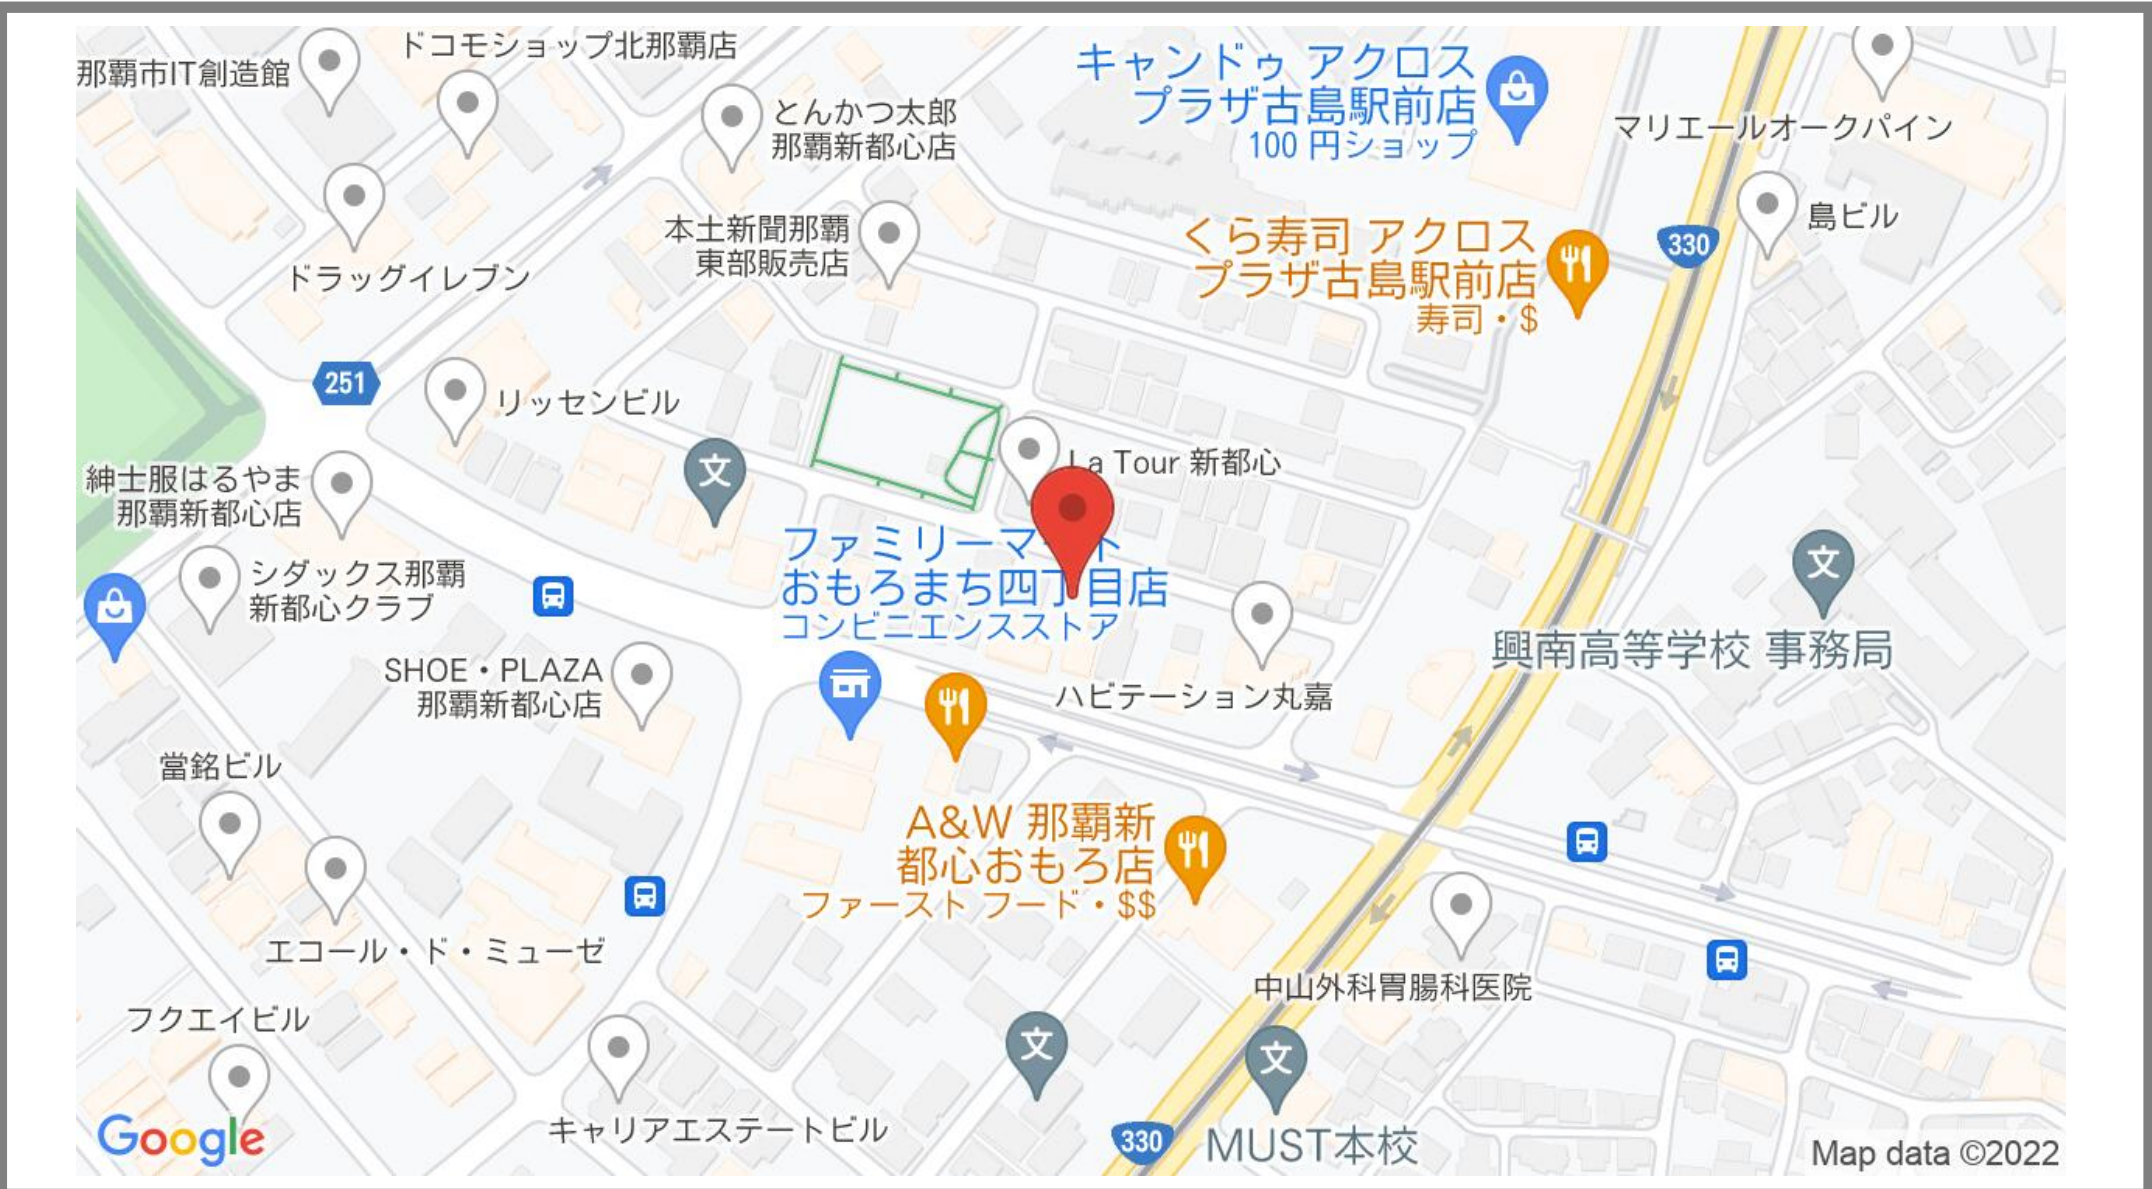 ドコモショップ北那覇店
那覇市IT創造館
キャンドゥ アクロス
プラザ古島駅前店
100 円ショップ
とんかつ太郎
那覇新都心店
マリエールオークパイン
島ビル
本土新聞那覇
東部販売店
くら寿司 アクロス
プラザ古島駅前店
寿司・$
330
ドラッグイレブン
251
リッセンビル
La Tour 新都心
文
紳士服はるやま
那覇新都心店
ファミリーマート
おもろまち四丁目店
コンビニエンスストア
文
シダックス那覇
新都心クラブ
興南高等学校 事務局
SHOE・PLAZA
那覇新都心店
ハビテーション丸嘉
當銘ビル
A&W 那覇新
都心おもろ店
ファースト フード・$$
エコール・ド・ミューゼ
中山外科胃腸科医院
フクエイビル
文
文
キャリアエステートビル
330
MUST本校
Google
Map data ©2022